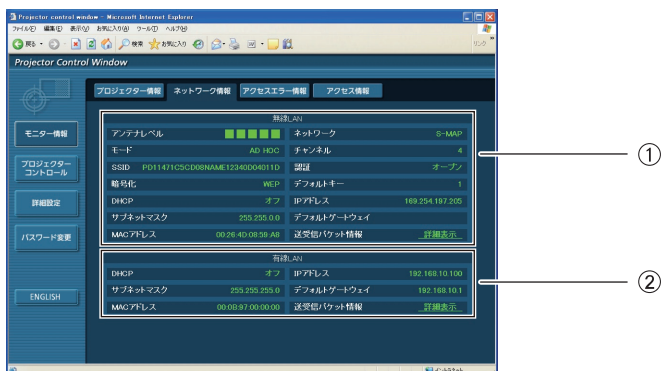 Projector control window - Microsoft Internet Explorer
ファイル(F) 編集(E) 表示(V) お気に入り(A) ツール(T) ヘルプ(H)
戻る 検索 お気に入り リンク
Projector Control Window
プロジェクター情報 ネットワーク情報 アクセスエラー情報 アクセス情報
モニター情報
プロジェクター
コントロール
詳細設定
パスワード変更
ENGLISH
無線LAN
アンテナレベル ネットワーク S-MAP
モード AD HOC チャンネル 4
SSID PD11471C5CD08NAME12340D04011D 認証 オープン
暗号化 WEP デフォルトキー 1
DHCP オフ IPアドレス 169.254.197.205
サブネットマスク 255.255.0.0 デフォルトゲートウェイ
MACアドレス 00:26:4D:08:59:A8 送受信パケット情報 詳細表示
①
有線LAN
DHCP オフ IPアドレス 192.168.10.100
サブネットマスク 255.255.255.0 デフォルトゲートウェイ 192.168.10.1
MACアドレス 00:0B:97:00:00:00 送受信パケット情報 詳細表示
②